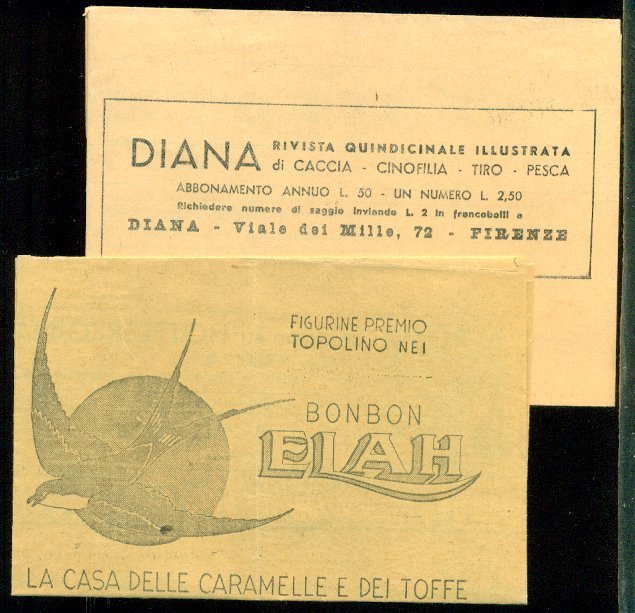 DIANA RIVISTA QUINDICINALE ILLUSTRATA
di CACCIA - CINOFILIA - TIRO - PESCA
ABBONAMENTO ANNUO L. 50 - UN NUMERO L. 2,50
Richiedere numero di saggio inviando L. 2 in francobolli a
DIANA - Viale dei Mille, 72 - FIRENZE
FIGURINE PREMIO
TOPOLINO NEI
BONBON
ELAH
LA CASA DELLE CARAMELLE E DEI TOFFE